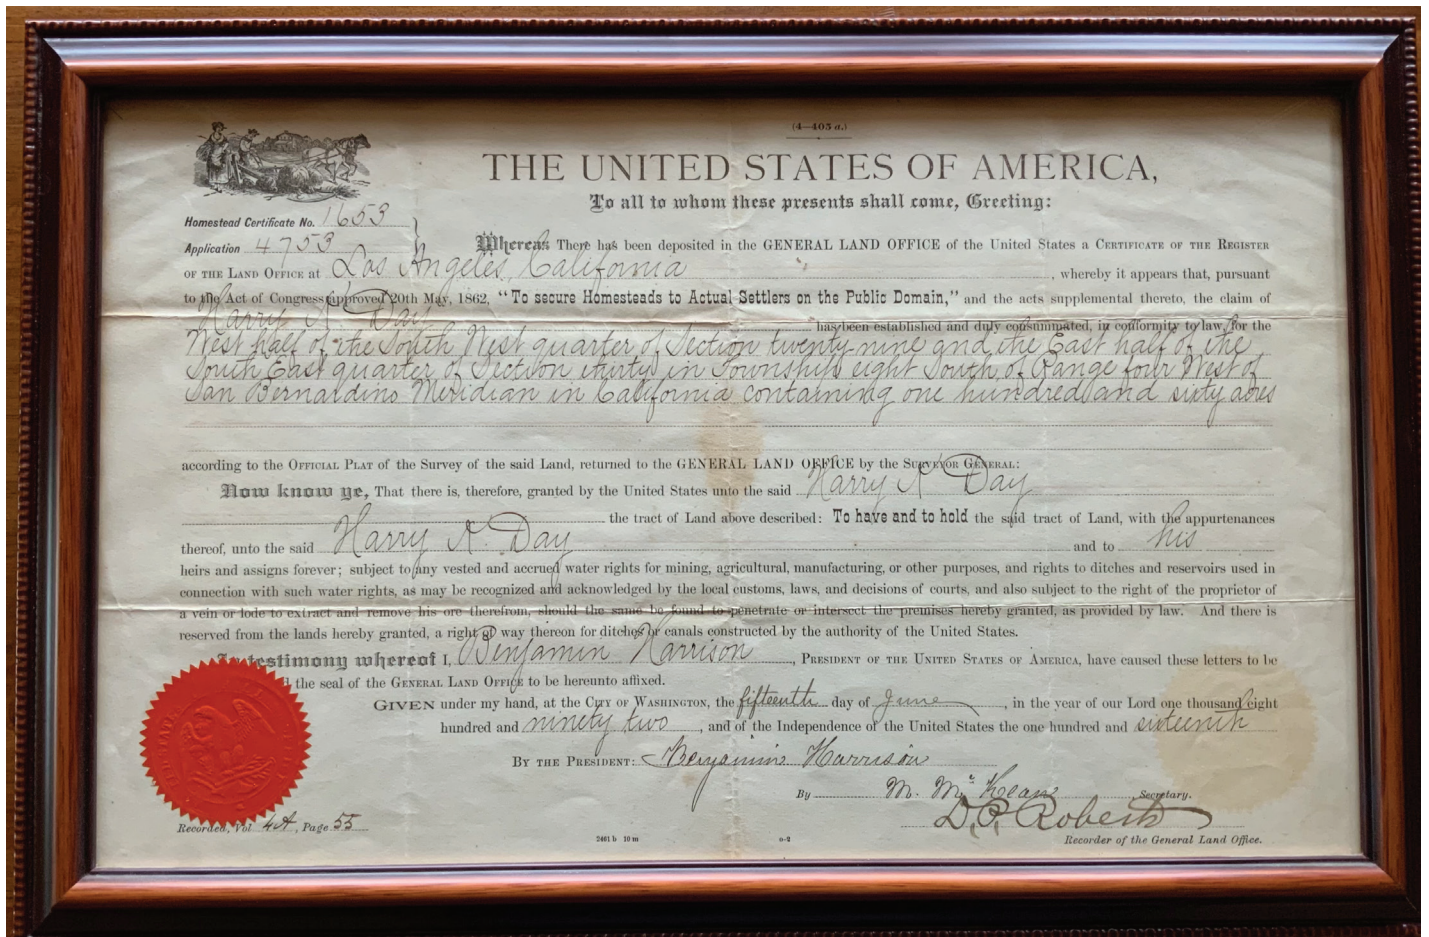 (4—405 a.)
THE UNITED STATES OF AMERICA,
To all to whom these presents shall come, Greeting:
Homestead Certificate No. 1653
Application 4753
Whereas There has been deposited in the GENERAL LAND OFFICE of the United States a CERTIFICATE OF THE REGISTER
OF THE LAND OFFICE at Los Angeles, California, whereby it appears that, pursuant
to the Act of Congress approved 20th May, 1862, "To secure Homesteads to Actual Settlers on the Public Domain," and the acts supplemental thereto, the claim of
Harry N. Day has been established and duly consummated, in conformity to law, for the
West half of the South West quarter of Section twenty nine and the East half of the
South East quarter of Section thirty in Township eight South, of Range four West of
San Bernardino Meridian in California containing one hundred and sixty acres
according to the OFFICIAL PLAT of the Survey of the said Land, returned to the GENERAL LAND OFFICE by the SURVEYOR GENERAL:
Now know ye, That there is, therefore, granted by the United States unto the said Harry N Day
the tract of Land above described: To have and to hold the said tract of Land, with the appurtenances
thereof, unto the said Harry N. Day and to his
heirs and assigns forever; subject to any vested and accrued water rights for mining, agricultural, manufacturing, or other purposes, and rights to ditches and reservoirs used in
connection with such water rights, as may be recognized and acknowledged by the local customs, laws, and decisions of courts, and also subject to the right of the proprietor of
a vein or lode to extract and remove his ore therefrom, should the same be found to penetrate or intersect the premises hereby granted, as provided by law. And there is
reserved from the lands hereby granted, a right of way thereon for ditches or canals constructed by the authority of the United States.
In testimony whereof I, Benjamin Harrison, PRESIDENT OF THE UNITED STATES OF AMERICA, have caused these letters to be
the seal of the GENERAL LAND OFFICE to be hereunto affixed.
GIVEN under my hand, at the CITY OF WASHINGTON, the fifteenth day of June, in the year of our Lord one thousand eight
hundred and ninety two, and of the Independence of the United States the one hundred and sixteenth
BY THE PRESIDENT: Benjamin Harrison
By M. McKean Secretary.
D. P. Roberts
Recorded, Vol 4A, Page 55
2461 b 10 m
o-2
Recorder of the General Land Office.